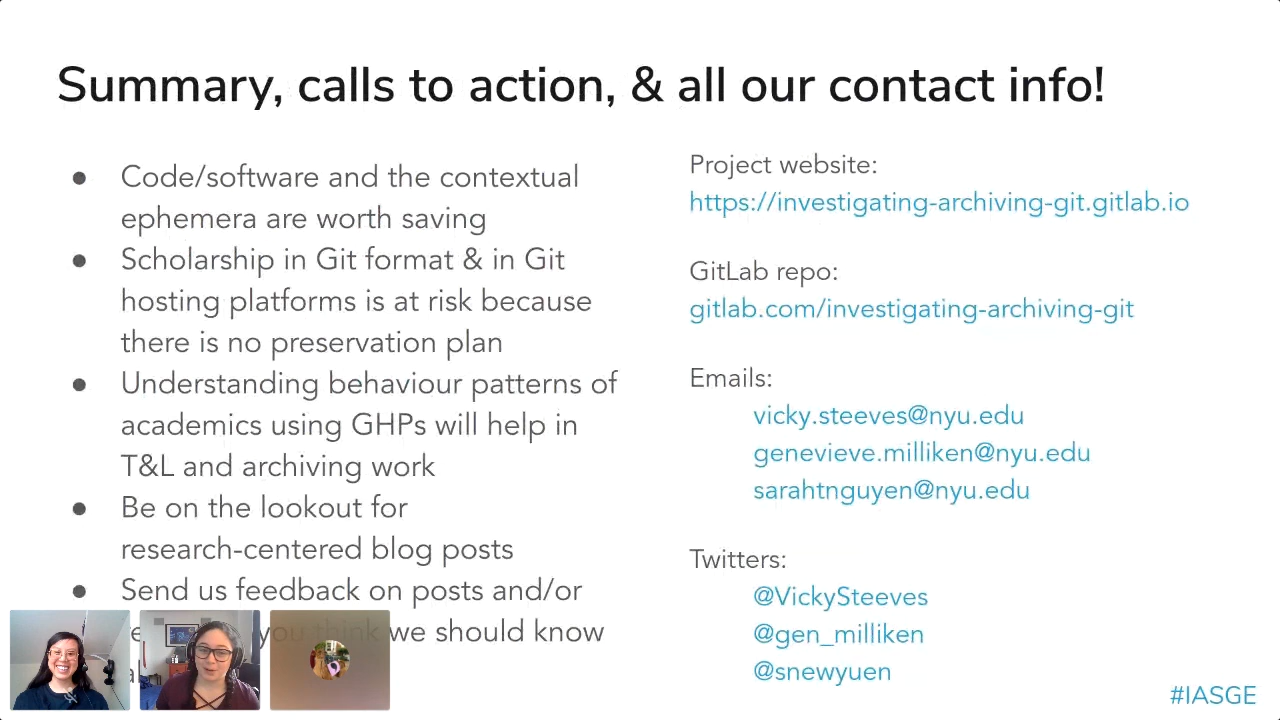 Summary, calls to action, & all our contact info!
● Code/software and the contextual
ephemera are worth saving
● Scholarship in Git format & in Git
hosting platforms is at risk because
there is no preservation plan
● Understanding behaviour patterns of
academics using GHPs will help in
T&L and archiving work
● Be on the lookout for
research-centered blog posts
● Send us feedback on posts and/or
you think we should know
Project website:
https://investigating-archiving-git.gitlab.io
GitLab repo:
gitlab.com/investigating-archiving-git
Emails:
vicky.steeves@nyu.edu
genevieve.milliken@nyu.edu
sarahtnguyen@nyu.edu
Twitters:
@VickySteeves
@gen_milliken
@snewyuen
#IASGE